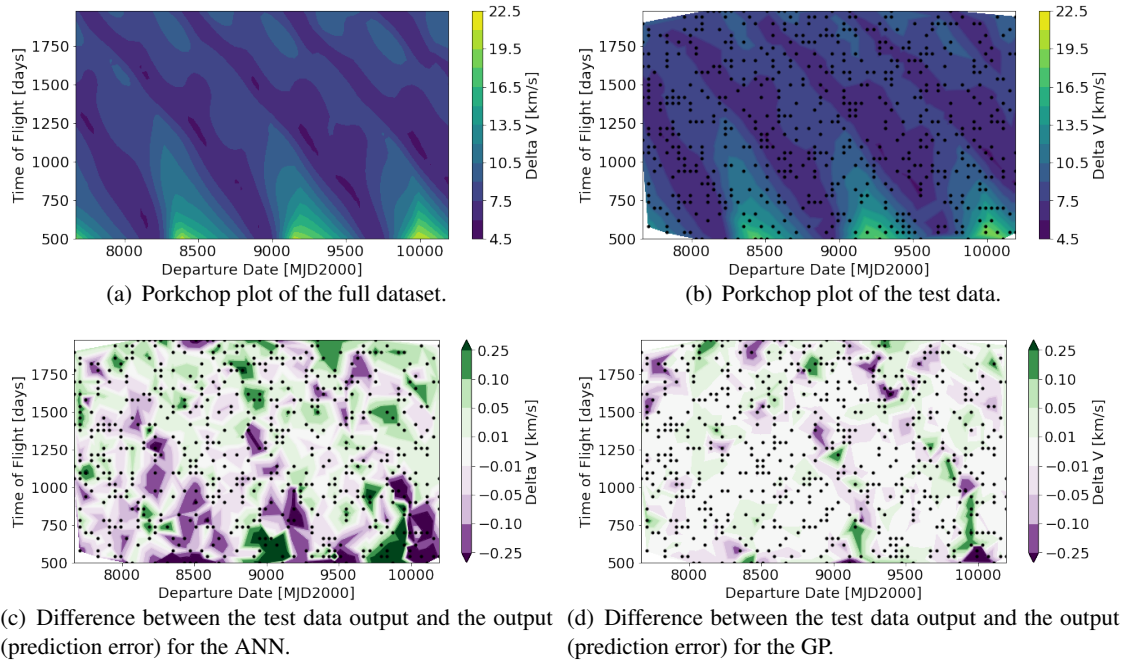 1750
1500
1250
1000
750
500
Time of Flight [days]
8000 8500 9000 9500 10000
Departure Date [MJD2000]
22.5
19.5
16.5
13.5
10.5
7.5
4.5
Delta V [km/s]
(a) Porkchop plot of the full dataset.
1750
1500
1250
1000
750
500
Time of Flight [days]
8000 8500 9000 9500 10000
Departure Date [MJD2000]
22.5
19.5
16.5
13.5
10.5
7.5
4.5
Delta V [km/s]
(b) Porkchop plot of the test data.
1750
1500
1250
1000
750
500
Time of Flight [days]
8000 8500 9000 9500 10000
Departure Date [MJD2000]
0.25
0.10
0.05
0.01
−0.01
−0.05
−0.10
−0.25
Delta V [km/s]
(c) Difference between the test data output and the output
(prediction error) for the ANN.
1750
1500
1250
1000
750
500
Time of Flight [days]
8000 8500 9000 9500 10000
Departure Date [MJD2000]
0.25
0.10
0.05
0.01
−0.01
−0.05
−0.10
−0.25
Delta V [km/s]
(d) Difference between the test data output and the output
(prediction error) for the GP.